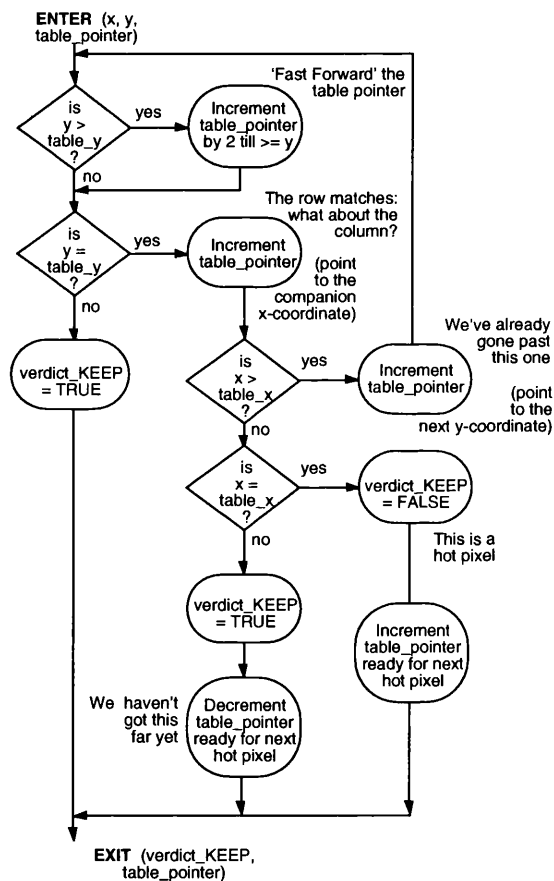 ENTER (x, y,
table_pointer)
'Fast Forward' the
table pointer
is
y >
table_y
?
yes
Increment
table_pointer
by 2 till >= y
no
The row matches:
what about the
column?
is
y =
table_y
?
yes
Increment
table_pointer
(point
to the
companion
x-coordinate)
no
verdict_KEEP
= TRUE
We've already
gone past
this one
is
x >
table_x
?
yes
Increment
table_pointer
(point
to the
next y-coordinate)
no
is
x =
table_x
?
yes
verdict_KEEP
= FALSE
This is a
hot pixel
no
verdict_KEEP
= TRUE
Increment
table_pointer
ready for next
hot pixel
We haven't
got this
far yet
Decrement
table_pointer
ready for next
hot pixel
EXIT (verdict_KEEP,
table_pointer)